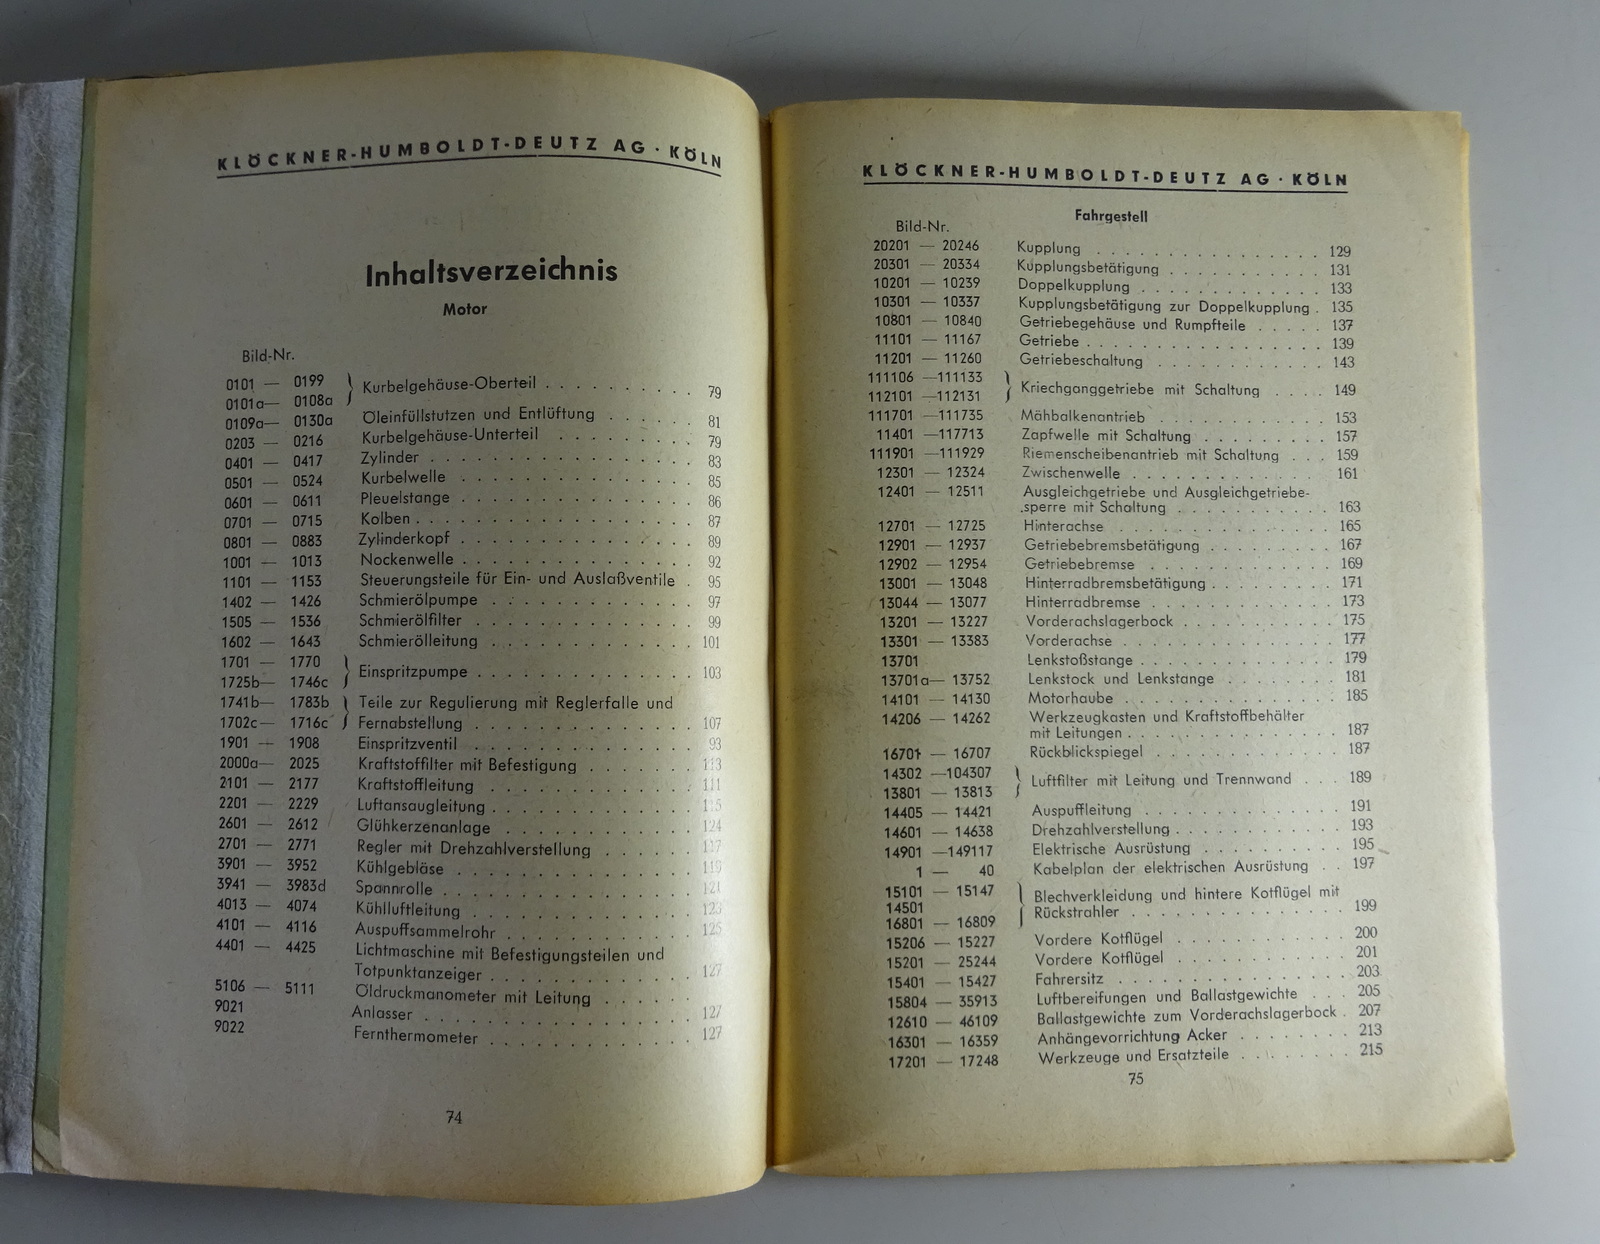 KLÖCKNER-HUMBOLDT-DEUTZ AG · KÖLN
Inhaltsverzeichnis
Motor
Bild-Nr.
0101 — 0199 } Kurbelgehäuse-Oberteil . . . . . . . . . . 79
0101a— 0108a
0109a— 0130a Öleinfüllstutzen und Entlüftung . . . . . . 81
0203 — 0216 Kurbelgehäuse-Unterteil . . . . . . . . . 79
0401 — 0417 Zylinder . . . . . . . . . . . . . . . . 83
0501 — 0524 Kurbelwelle . . . . . . . . . . . . . . 85
0601 — 0611 Pleuelstange . . . . . . . . . . . . . . 86
0701 — 0715 Kolben . . . . . . . . . . . . . . . . 87
0801 — 0883 Zylinderkopf . . . . . . . . . . . . . . 89
1001 — 1013 Nockenwelle . . . . . . . . . . . . . . 92
1101 — 1153 Steuerungsteile für Ein- und Auslaßventile . 95
1402 — 1426 Schmierölpumpe . . . . . . . . . . . . . 97
1505 — 1536 Schmierölfilter . . . . . . . . . . . . . 99
1602 — 1643 Schmierölleitung . . . . . . . . . . . . 101
1701 — 1770 } Einspritzpumpe . . . . . . . . . . . . . 103
1725b— 1746c
1741b— 1783b } Teile zur Regulierung mit Reglerfalle und
1702c— 1716c Fernabstellung . . . . . . . . . . . . . 107
1901 — 1908 Einspritzventil . . . . . . . . . . . . . 93
2000a— 2025 Kraftstoffilter mit Befestigung . . . . . . 113
2101 — 2177 Kraftstoffleitung . . . . . . . . . . . . 111
2201 — 2229 Luftansaugleitung . . . . . . . . . . . . 115
2601 — 2612 Glühkerzenanlage . . . . . . . . . . . . 124
2701 — 2771 Regler mit Drehzahlverstellung . . . . . .
3901 — 3952 Kühlgebläse . . . . . . . . . . . . . . 119
3941 — 3983d Spannrolle . . . . . . . . . . . . . . 121
4013 — 4074 Kühlluftleitung . . . . . . . . . . . . . 123
4101 — 4116 Auspuffsammelrohr . . . . . . . . . . . 125
4401 — 4425 Lichtmaschine mit Befestigungsteilen und
Totpunktanzeiger . . . . . . . . . . . . 127
5106 — 5111 Öldruckmanometer mit Leitung . . . . . .
9021 Anlasser . . . . . . . . . . . . . . . . 127
9022 Fernthermometer . . . . . . . . . . . . 127
74
KLÖCKNER-HUMBOLDT-DEUTZ AG · KÖLN
Fahrgestell
Bild-Nr.
20201 — 20246 Kupplung . . . . . . . . . . . . . . . . 129
20301 — 20334 Kupplungsbetätigung . . . . . . . . . . . 131
10201 — 10239 Doppelkupplung . . . . . . . . . . . . . 133
10301 — 10337 Kupplungsbetätigung zur Doppelkupplung . 135
10801 — 10840 Getriebegehäuse und Rumpfteile . . . . . 137
11101 — 11167 Getriebe . . . . . . . . . . . . . . . . 139
11201 — 11260 Getriebeschaltung . . . . . . . . . . . . 143
111106 —111133 } Kriechganggetriebe mit Schaltung . . . . 149
112101 —112131
111701 —111735 Mähbalkenantrieb . . . . . . . . . . . . 153
11401 —117713 Zapfwelle mit Schaltung . . . . . . . . . 157
111901 —111929 Riemenscheibenantrieb mit Schaltung . . . 159
12301 — 12324 Zwischenwelle . . . . . . . . . . . . . . 161
12401 — 12511 Ausgleichgetriebe und Ausgleichgetriebe-
sperre mit Schaltung . . . . . . . . . . . 163
12701 — 12725 Hinterachse . . . . . . . . . . . . . . 165
12901 — 12937 Getriebebremsbetätigung . . . . . . . . . 167
12902 — 12954 Getriebebremse . . . . . . . . . . . . . 169
13001 — 13048 Hinterradbremsbetätigung . . . . . . . . 171
13044 — 13077 Hinterradbremse . . . . . . . . . . . . . 173
13201 — 13227 Vorderachslagerbock . . . . . . . . . . . 175
13301 — 13383 Vorderachse . . . . . . . . . . . . . . 177
13701 Lenkstoßstange . . . . . . . . . . . . . 179
13701a— 13752 Lenkstock und Lenkstange . . . . . . . . 181
14101 — 14130 Motorhaube . . . . . . . . . . . . . . . 185
14206 — 14262 Werkzeugkasten und Kraftstoffbehälter
mit Leitungen . . . . . . . . . . . . . . 187
16701 — 16707 Rückblickspiegel . . . . . . . . . . . . 187
14302 —104307 } Luftfilter mit Leitung und Trennwand . . . 189
13801 — 13813
14405 — 14421 Auspuffleitung . . . . . . . . . . . . . 191
14601 — 14638 Drehzahlverstellung . . . . . . . . . . . 193
14901 —149117 Elektrische Ausrüstung . . . . . . . . . . 195
1 — 40 Kabelplan der elektrischen Ausrüstung . . 197
15101 — 15147 } Blechverkleidung und hintere Kotflügel mit
14501 Rückstrahler . . . . . . . . . . . . . . 199
16801 — 16809
15206 — 15227 Vordere Kotflügel . . . . . . . . . . . . 200
15201 — 25244 Vordere Kotflügel . . . . . . . . . . . . 201
15401 — 15427 Fahrersitz . . . . . . . . . . . . . . . 203
15804 — 35913 Luftbereifungen und Ballastgewichte . . . 205
12610 — 46109 Ballastgewichte zum Vorderachslagerbock . 207
16301 — 16359 Anhängevorrichtung Acker . . . . . . . . 213
17201 — 17248 Werkzeuge und Ersatzteile . . . . . . . . 215
75